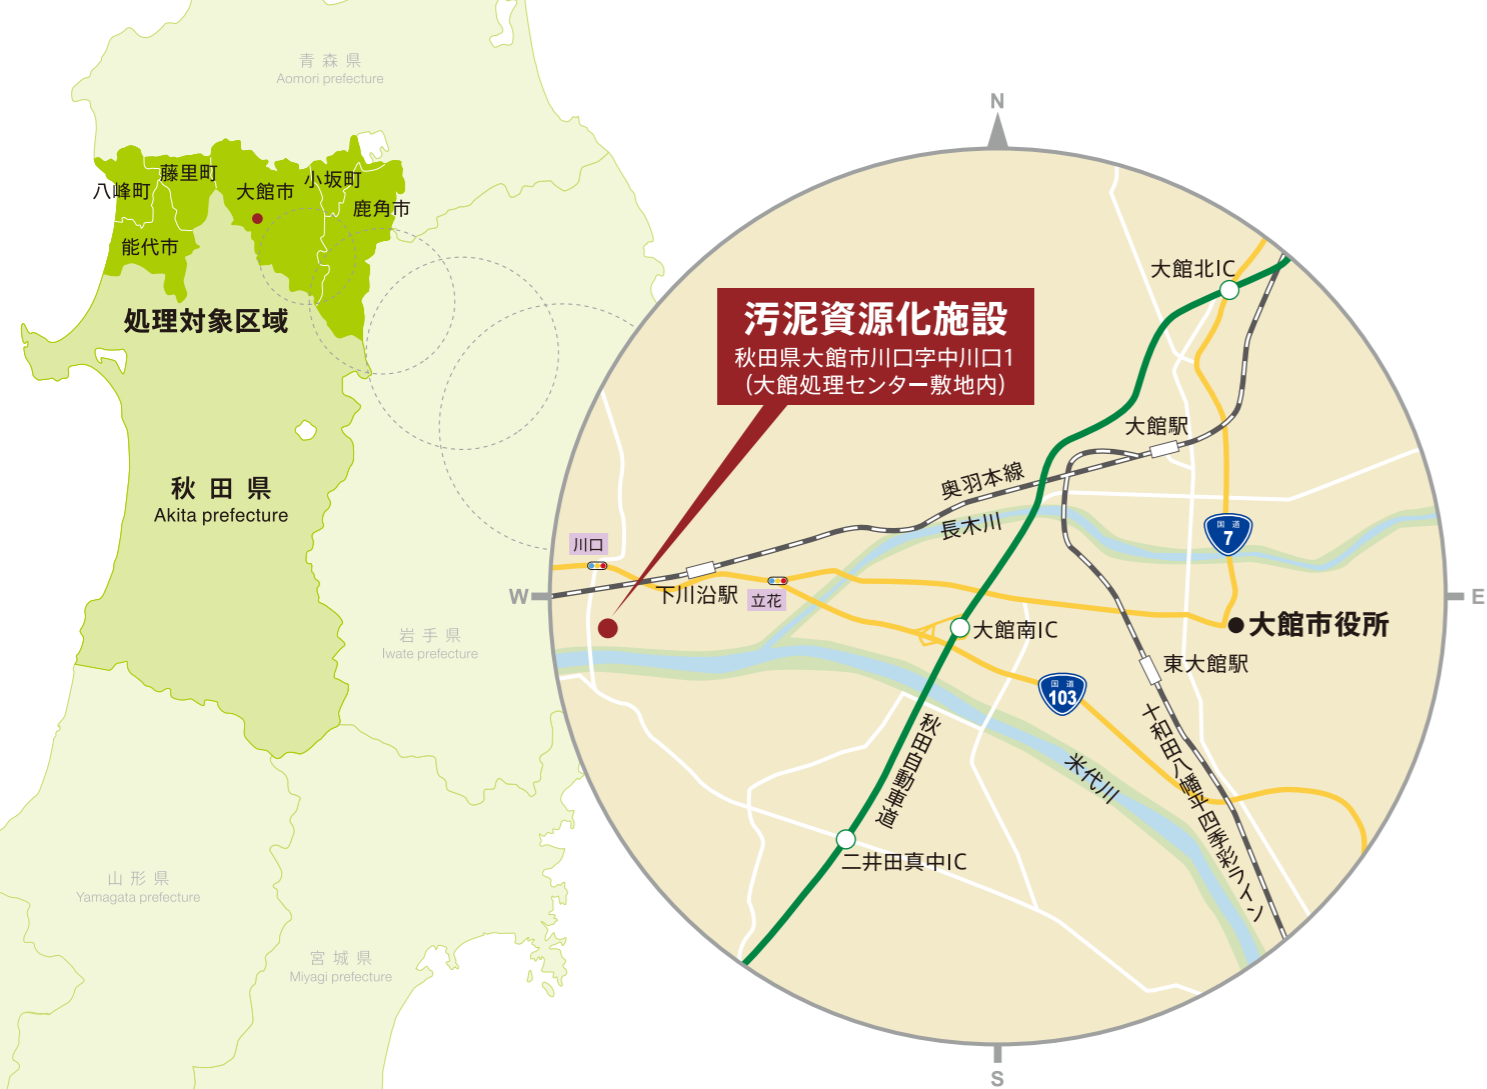 青森県
Aomori prefecture
八峰町
藤里町
大館市
小坂町
鹿角市
能代市
処理対象区域
秋田県
Akita prefecture
岩手県
Iwate prefecture
山形県
Yamagata prefecture
宮城県
Miyagi prefecture
N
W
E
S
汚泥資源化施設
秋田県大館市川口字中川口1
(大館処理センター敷地内)
大館北IC
大館駅
奥羽本線
長木川
川口
下川沿駅
立花
国道
7
大館市役所
大館南IC
東大館駅
国道
103
秋田自動車道
米代川
十和田八幡平四季彩ライン
二井田真中IC